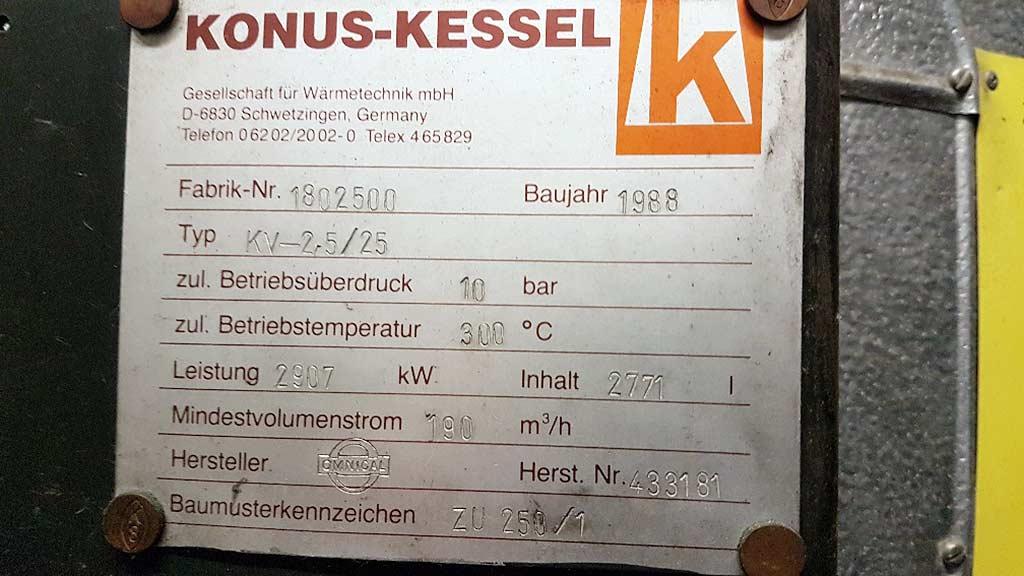 KONUS-KESSEL k
Gesellschaft für Wärmetechnik mbH
D-6830 Schwetzingen, Germany
Telefon 06202/2002-0 Telex 465829
Fabrik-Nr. 1802500 Baujahr 1988
Typ KV-2,5/25
zul. Betriebsüberdruck 10 bar
zul. Betriebstemperatur 300 °C
Leistung 2907 kW Inhalt 2771 l
Mindestvolumenstrom 190 m³/h
Hersteller OMNICAL Herst. Nr. 433181
Baumusterkennzeichen ZU 250/1